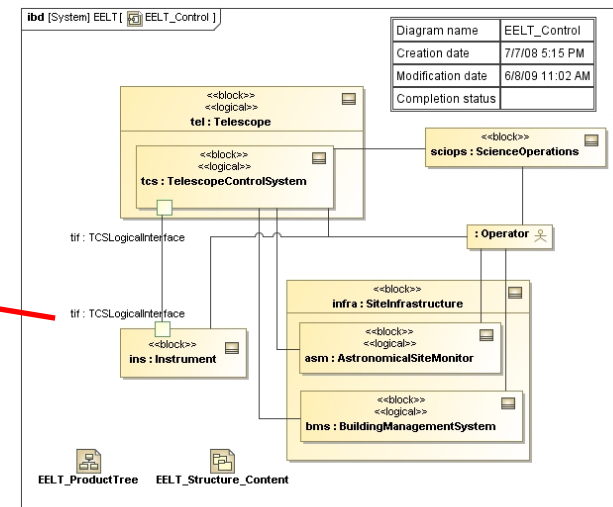 ibd [System] EELT [ EELT_Control ]
Diagram name EELT_Control
Creation date 7/7/08 5:15 PM
Modification date 6/8/09 11:02 AM
Completion status
<<block>>
<<logical>>
tel : Telescope
<<block>>
<<logical>>
tcs : TelescopeControlSystem
<<block>>
sciops : ScienceOperations
: Operator
tif : TCSLogicalInterface
<<block>>
infra : SiteInfrastructure
tif : TCSLogicalInterface
<<block>>
ins : Instrument
<<block>>
<<logical>>
asm : AstronomicalSiteMonitor
<<block>>
<<logical>>
bms : BuildingManagementSystem
EELT_ProductTree
EELT_Structure_Content